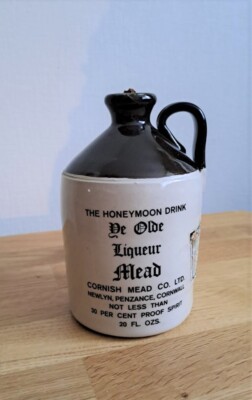 THE HONEYMOON DRINK
Ye Olde
Liqueur
Mead
CORNISH MEAD CO. LTD.
NEWLYN, PENZANCE, CORNWALL
NOT LESS THAN
30 PER CENT PROOF SPIRIT
20 FL. OZS.